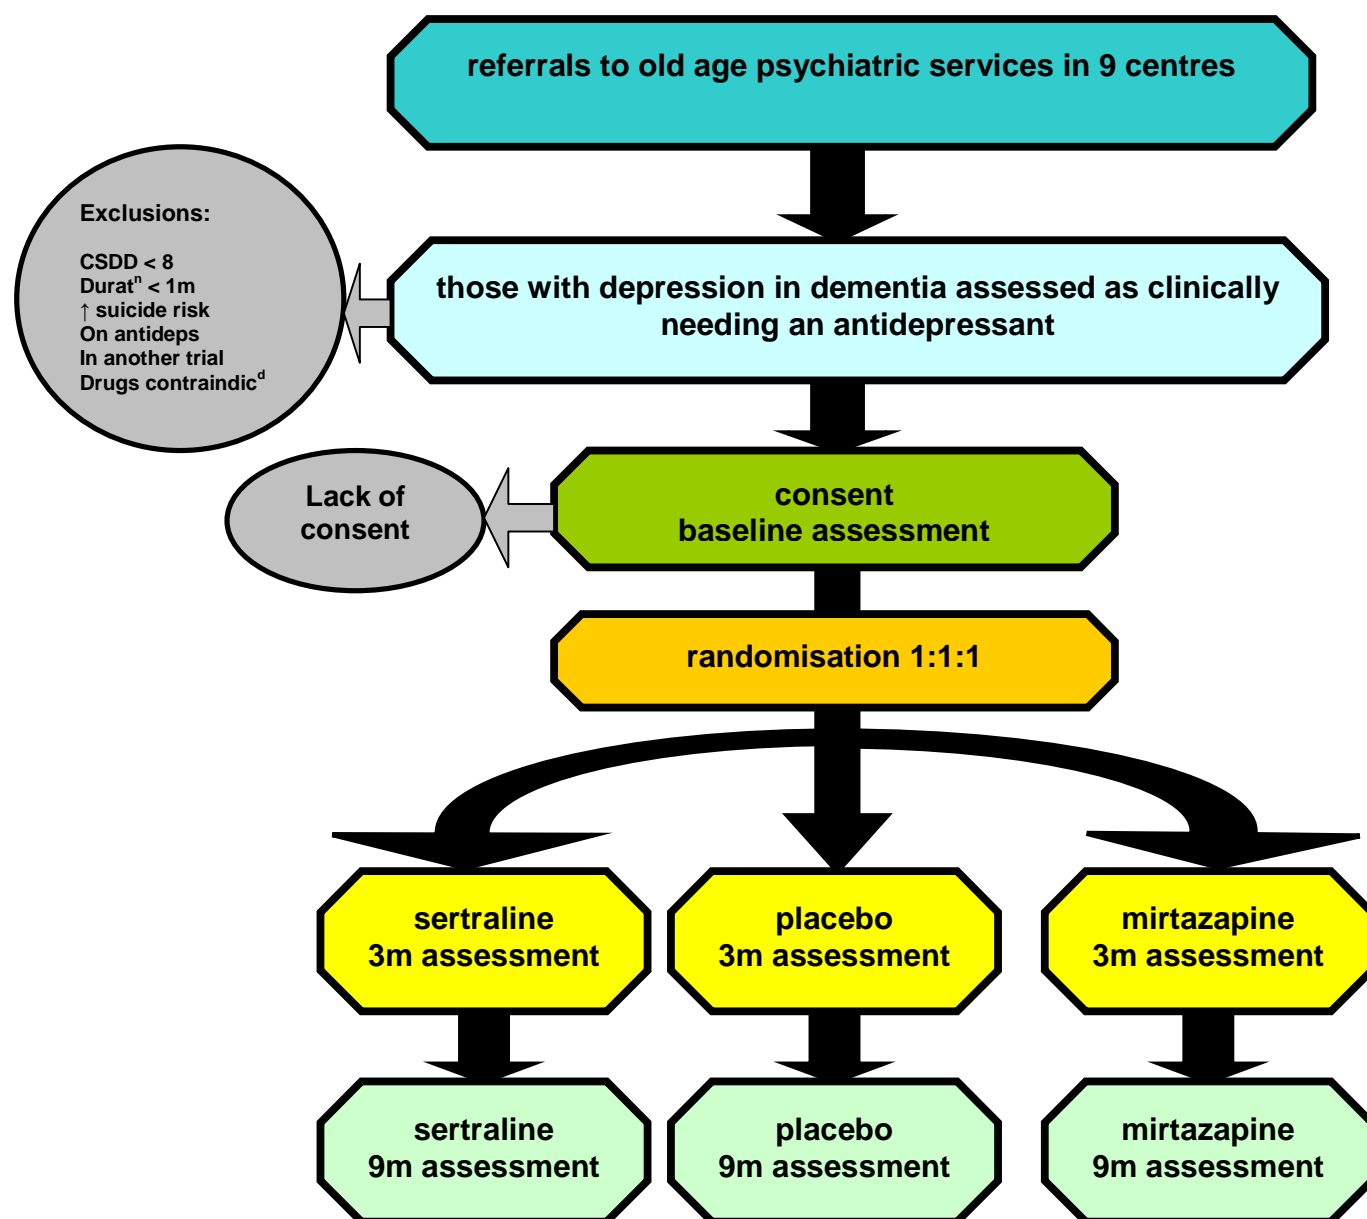 referrals to old age psychiatric services in 9 centres
Exclusions:
CSDD < 8
Duratⁿ < 1m
↑ suicide risk
On antideps
In another trial
Drugs contraindicᵈ
those with depression in dementia assessed as clinically
needing an antidepressant
Lack of
consent
consent
baseline assessment
randomisation 1:1:1
sertraline
3m assessment
placebo
3m assessment
mirtazapine
3m assessment
sertraline
9m assessment
placebo
9m assessment
mirtazapine
9m assessment